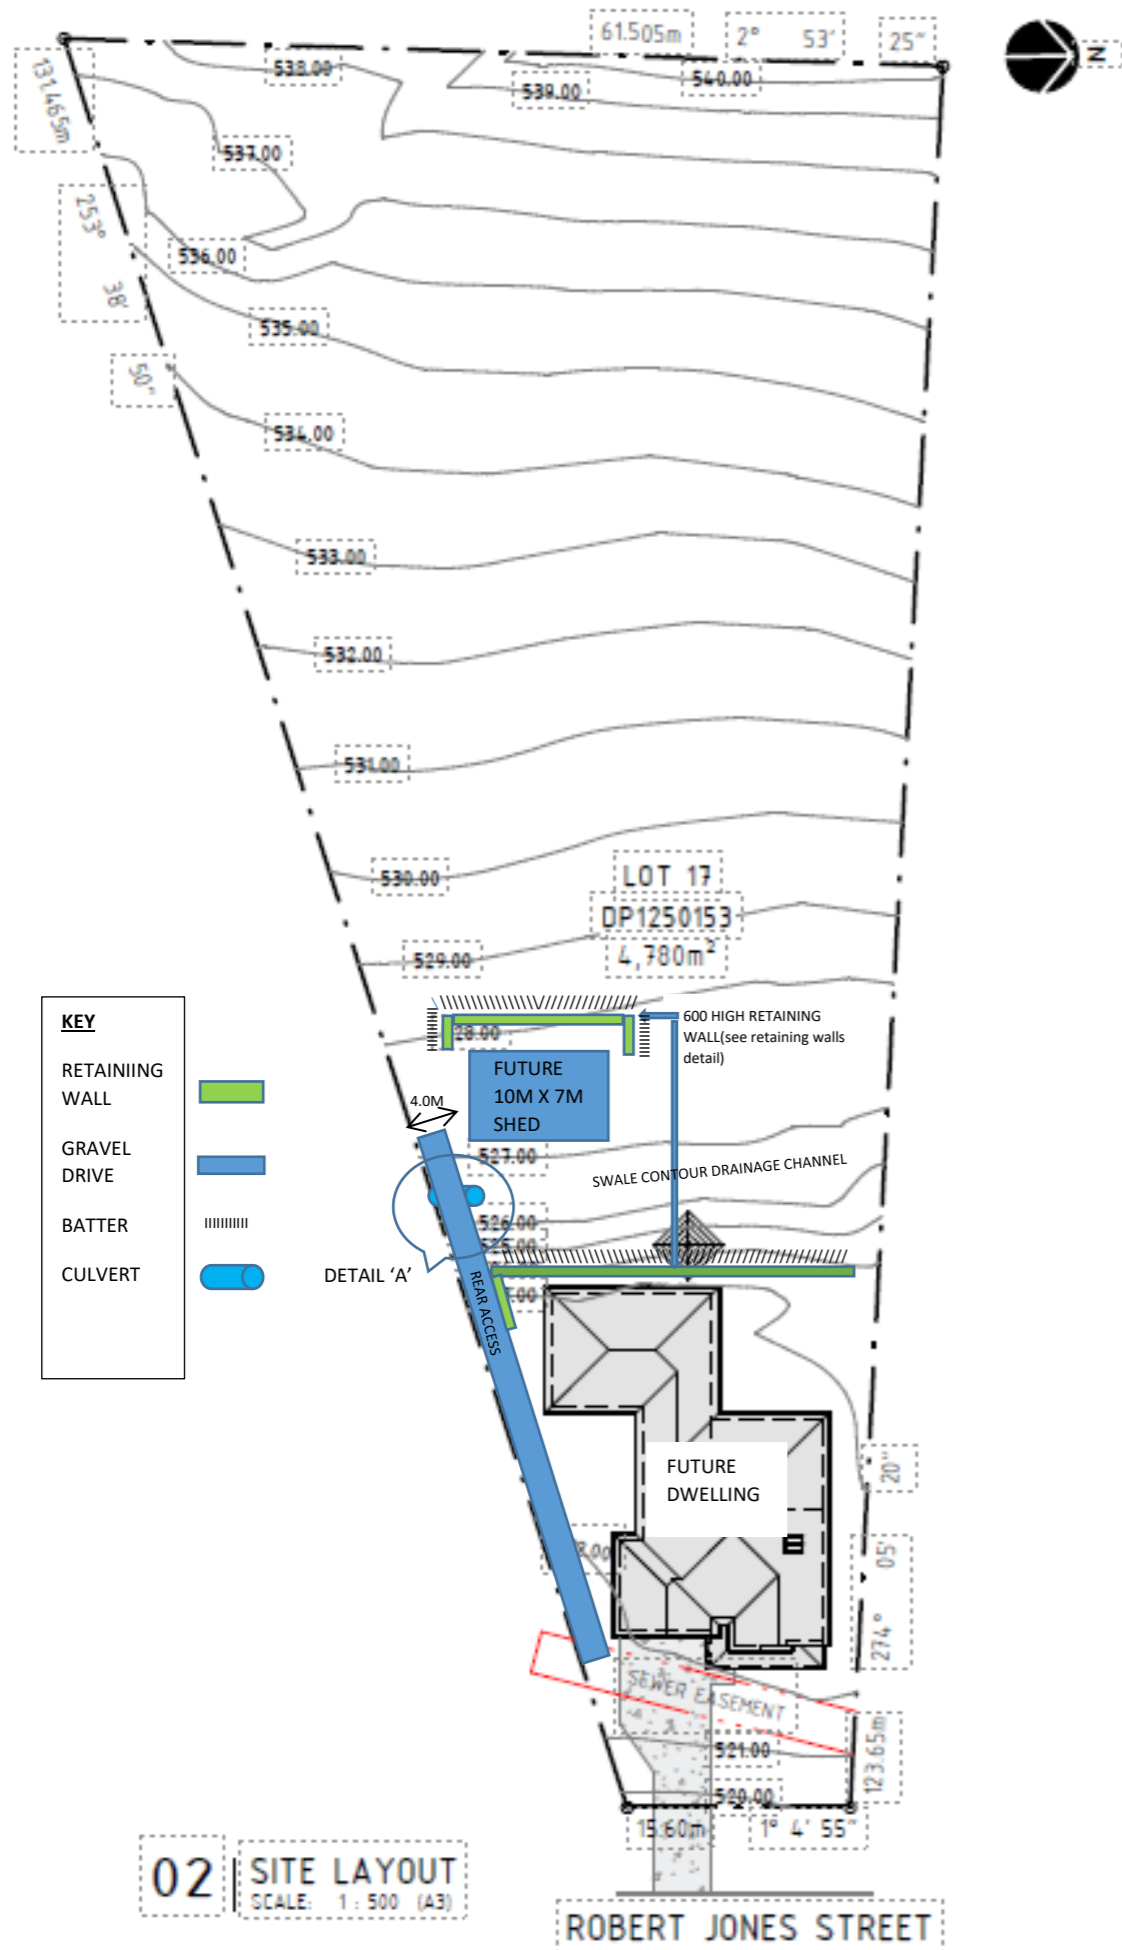 61.505m 2° 53' 25"
N
131.465m
253° 38' 50"
538.00
539.00
540.00
537.00
536.00
535.00
534.00
533.00
532.00
531.00
530.00
LOT 17
DP1250153
4,780m²
529.00
KEY
RETAINIING
WALL
GRAVEL
DRIVE
BATTER
CULVERT
28.00
600 HIGH RETAINING
WALL(see retaining walls
detail)
FUTURE
10M X 7M
SHED
4.0M
527.00
SWALE CONTOUR DRAINAGE CHANNEL
526.00
525.00
DETAIL ‘A’
REAR ACCESS
.00
FUTURE
DWELLING
274° 05' 20"
3.00
SEWER EASEMENT
123.65m
521.00
520.00
15.60m 1° 4' 55"
02 SITE LAYOUT
SCALE: 1 : 500 (A3)
ROBERT JONES STREET